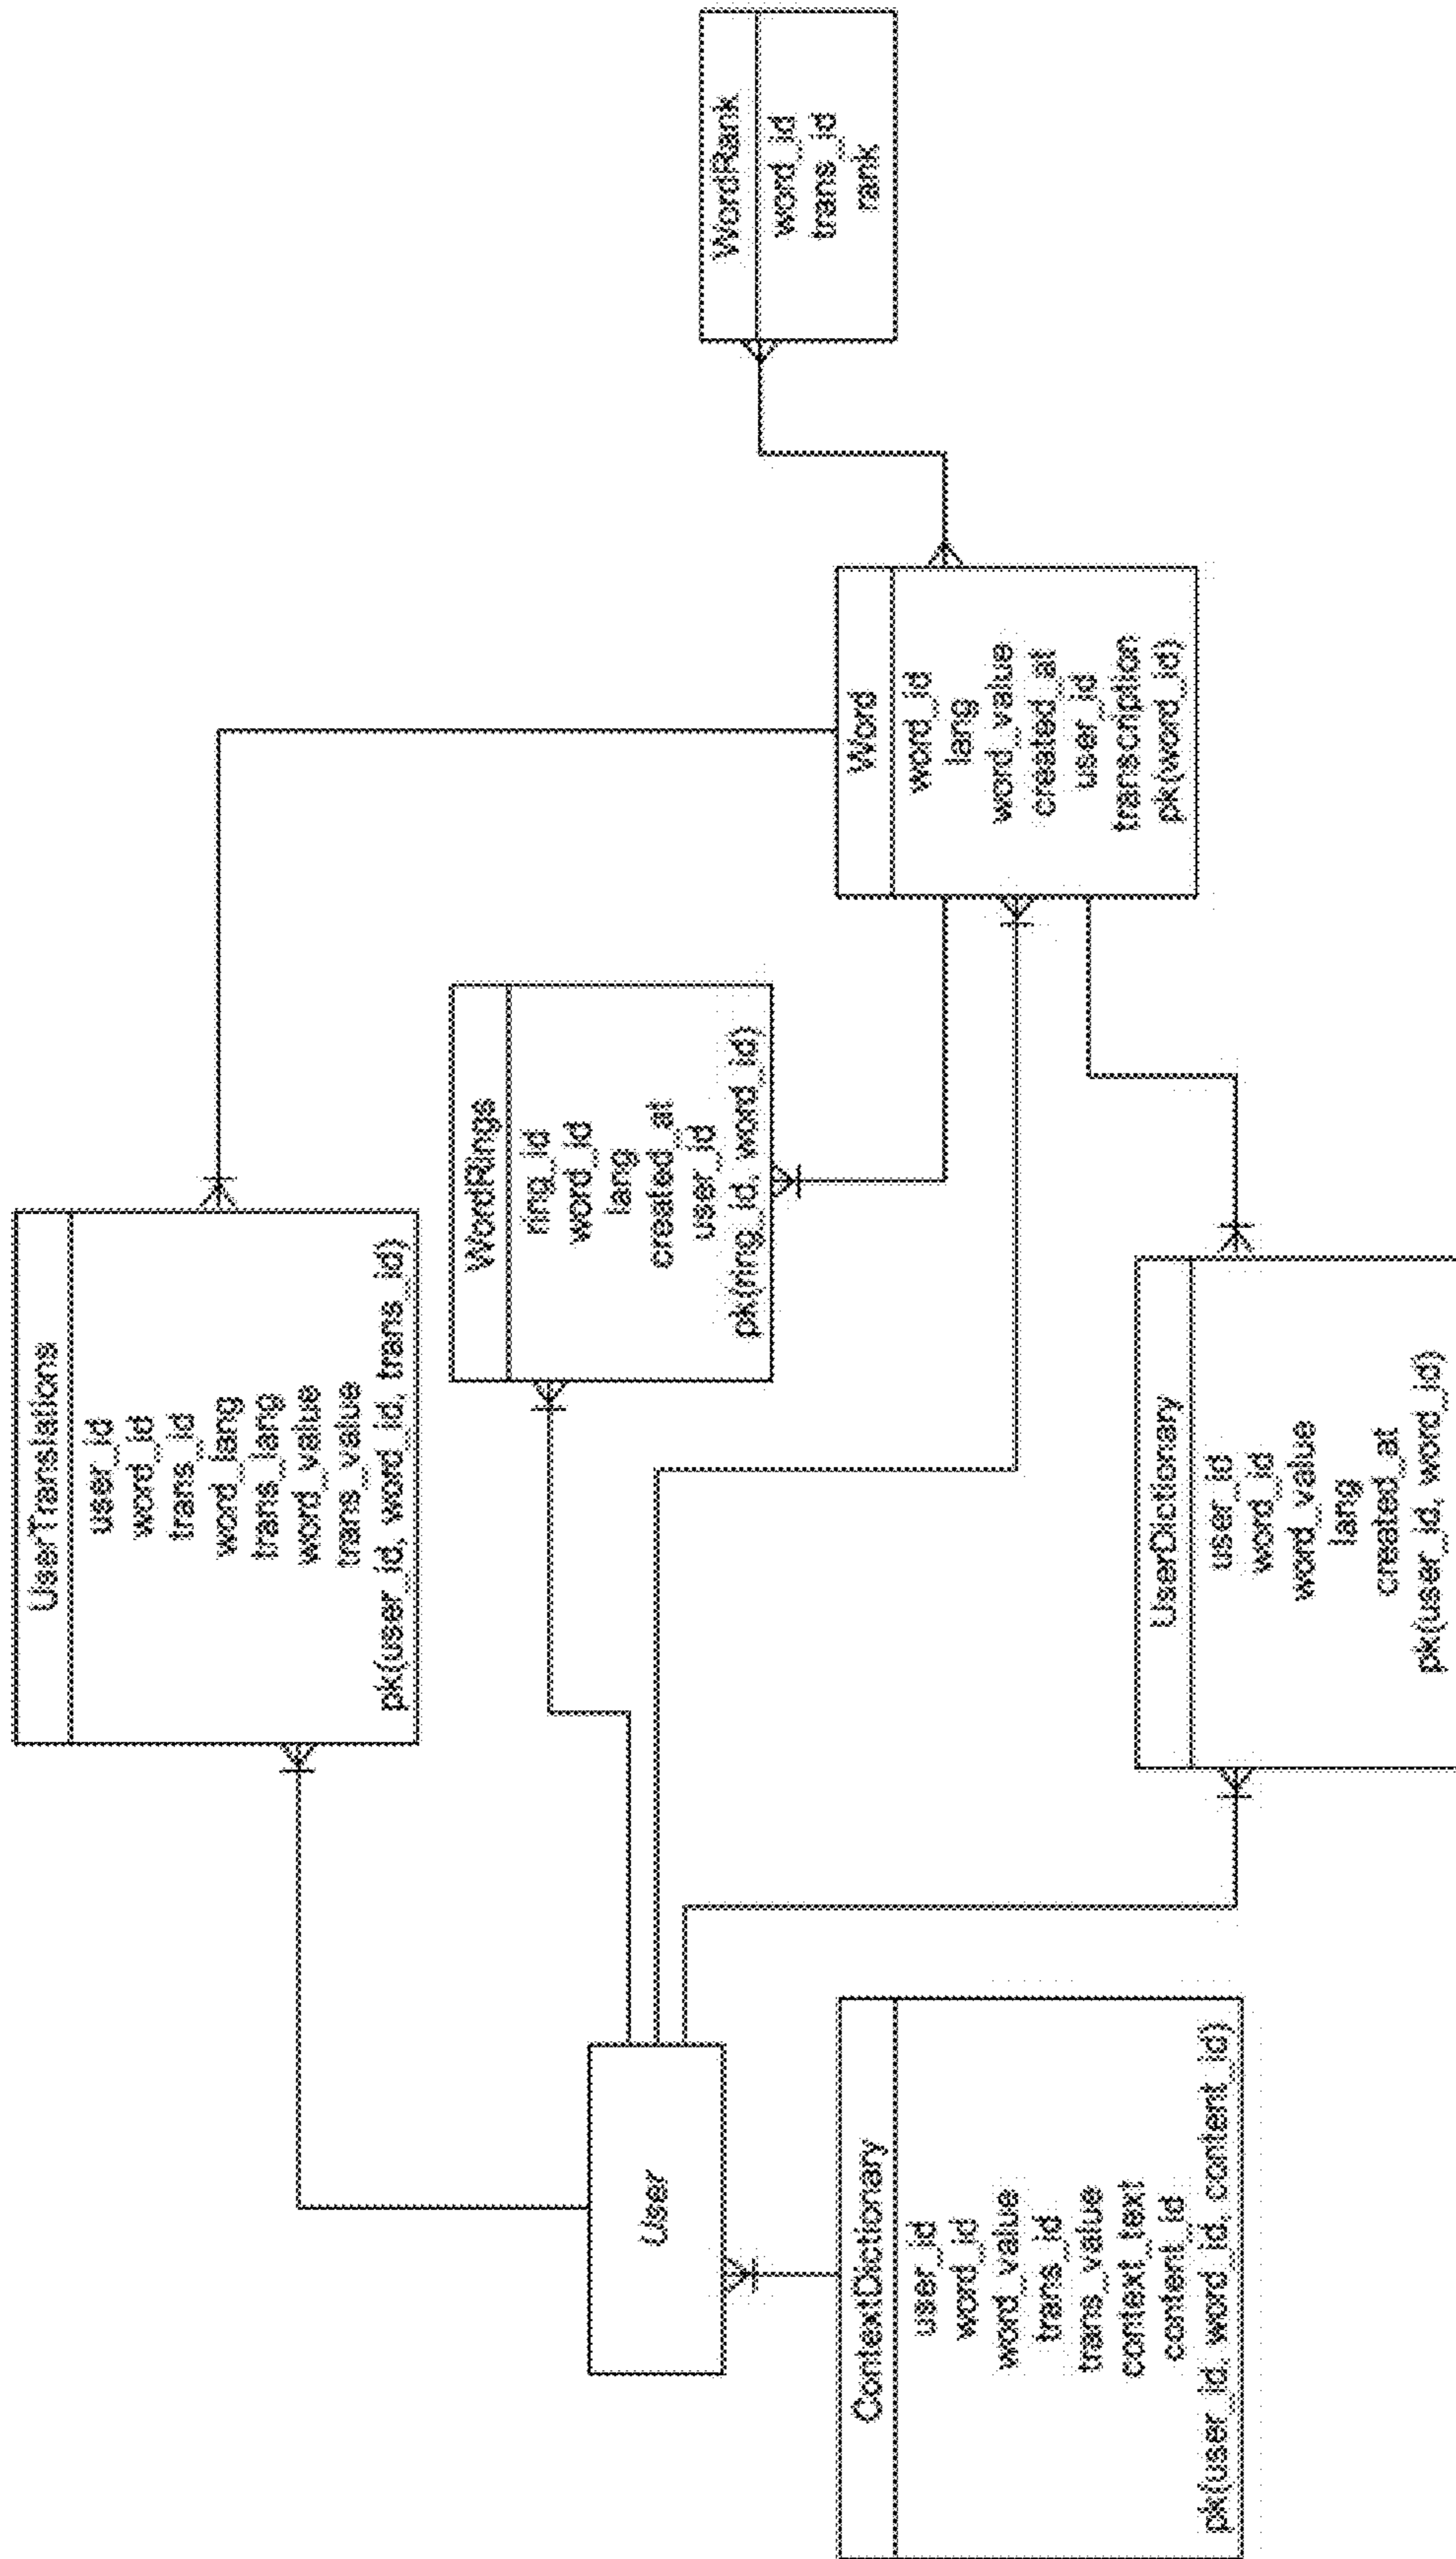 UserTranslations
user_id
word_id
trans_id
word_lang
trans_lang
word_value
trans_value
pk(user_id, word_id, trans_id)
WordRings
ring_id
word_id
lang
created_at
user_id
pk(ring_id, word_id)
WordRank
word_id
trans_id
rank
User
Word
word_id
lang
word_value
created_at
user_id
transcription
pk(word_id)
ContextDictionary
user_id
word_id
word_value
trans_id
trans_value
context_text
content_id
pk(user_id, word_id, content_id)
UserDictionary
user_id
word_id
word_value
lang
created_at
pk(user_id, word_id)